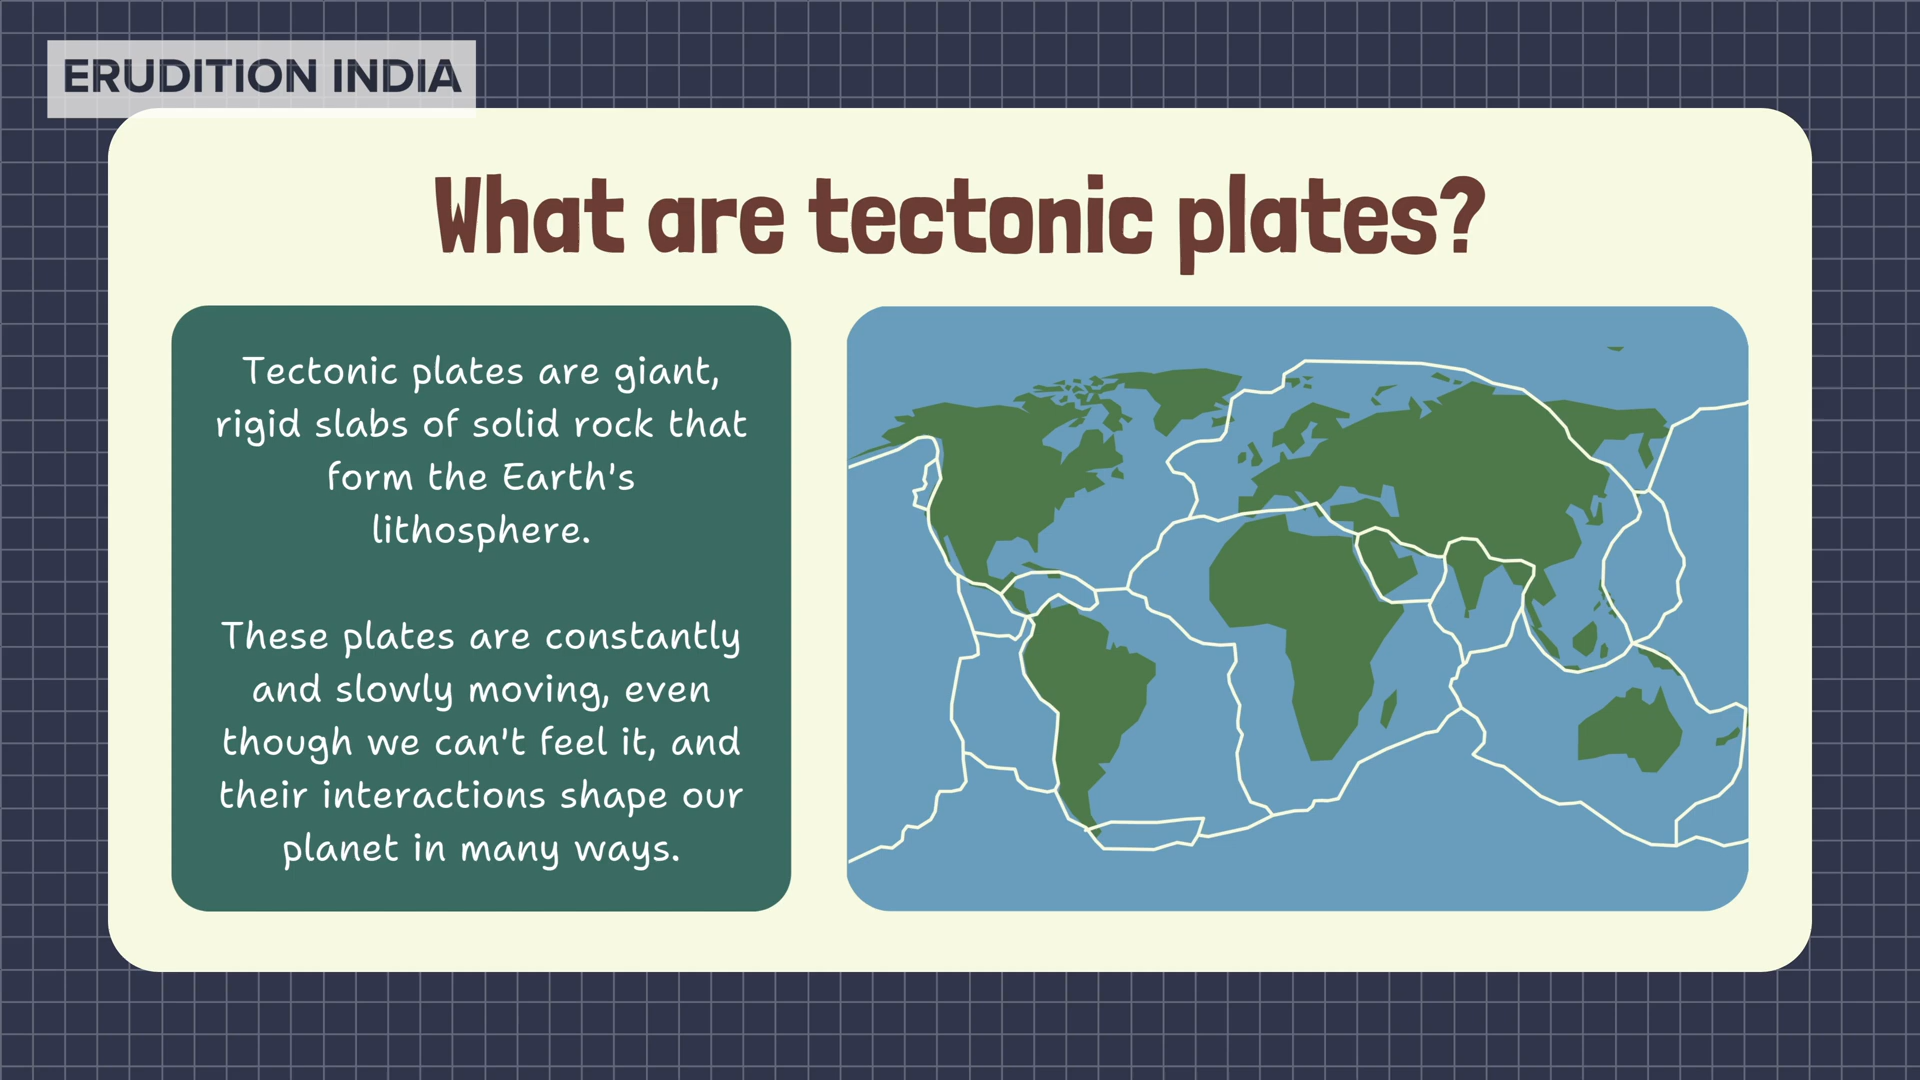 ERUDITION INDIA
What are tectonic plates?
Tectonic plates are giant,
rigid slabs of solid rock that
form the Earth's
lithosphere.
These plates are constantly
and slowly moving, even
though we can't feel it, and
their interactions shape our
planet in many ways.